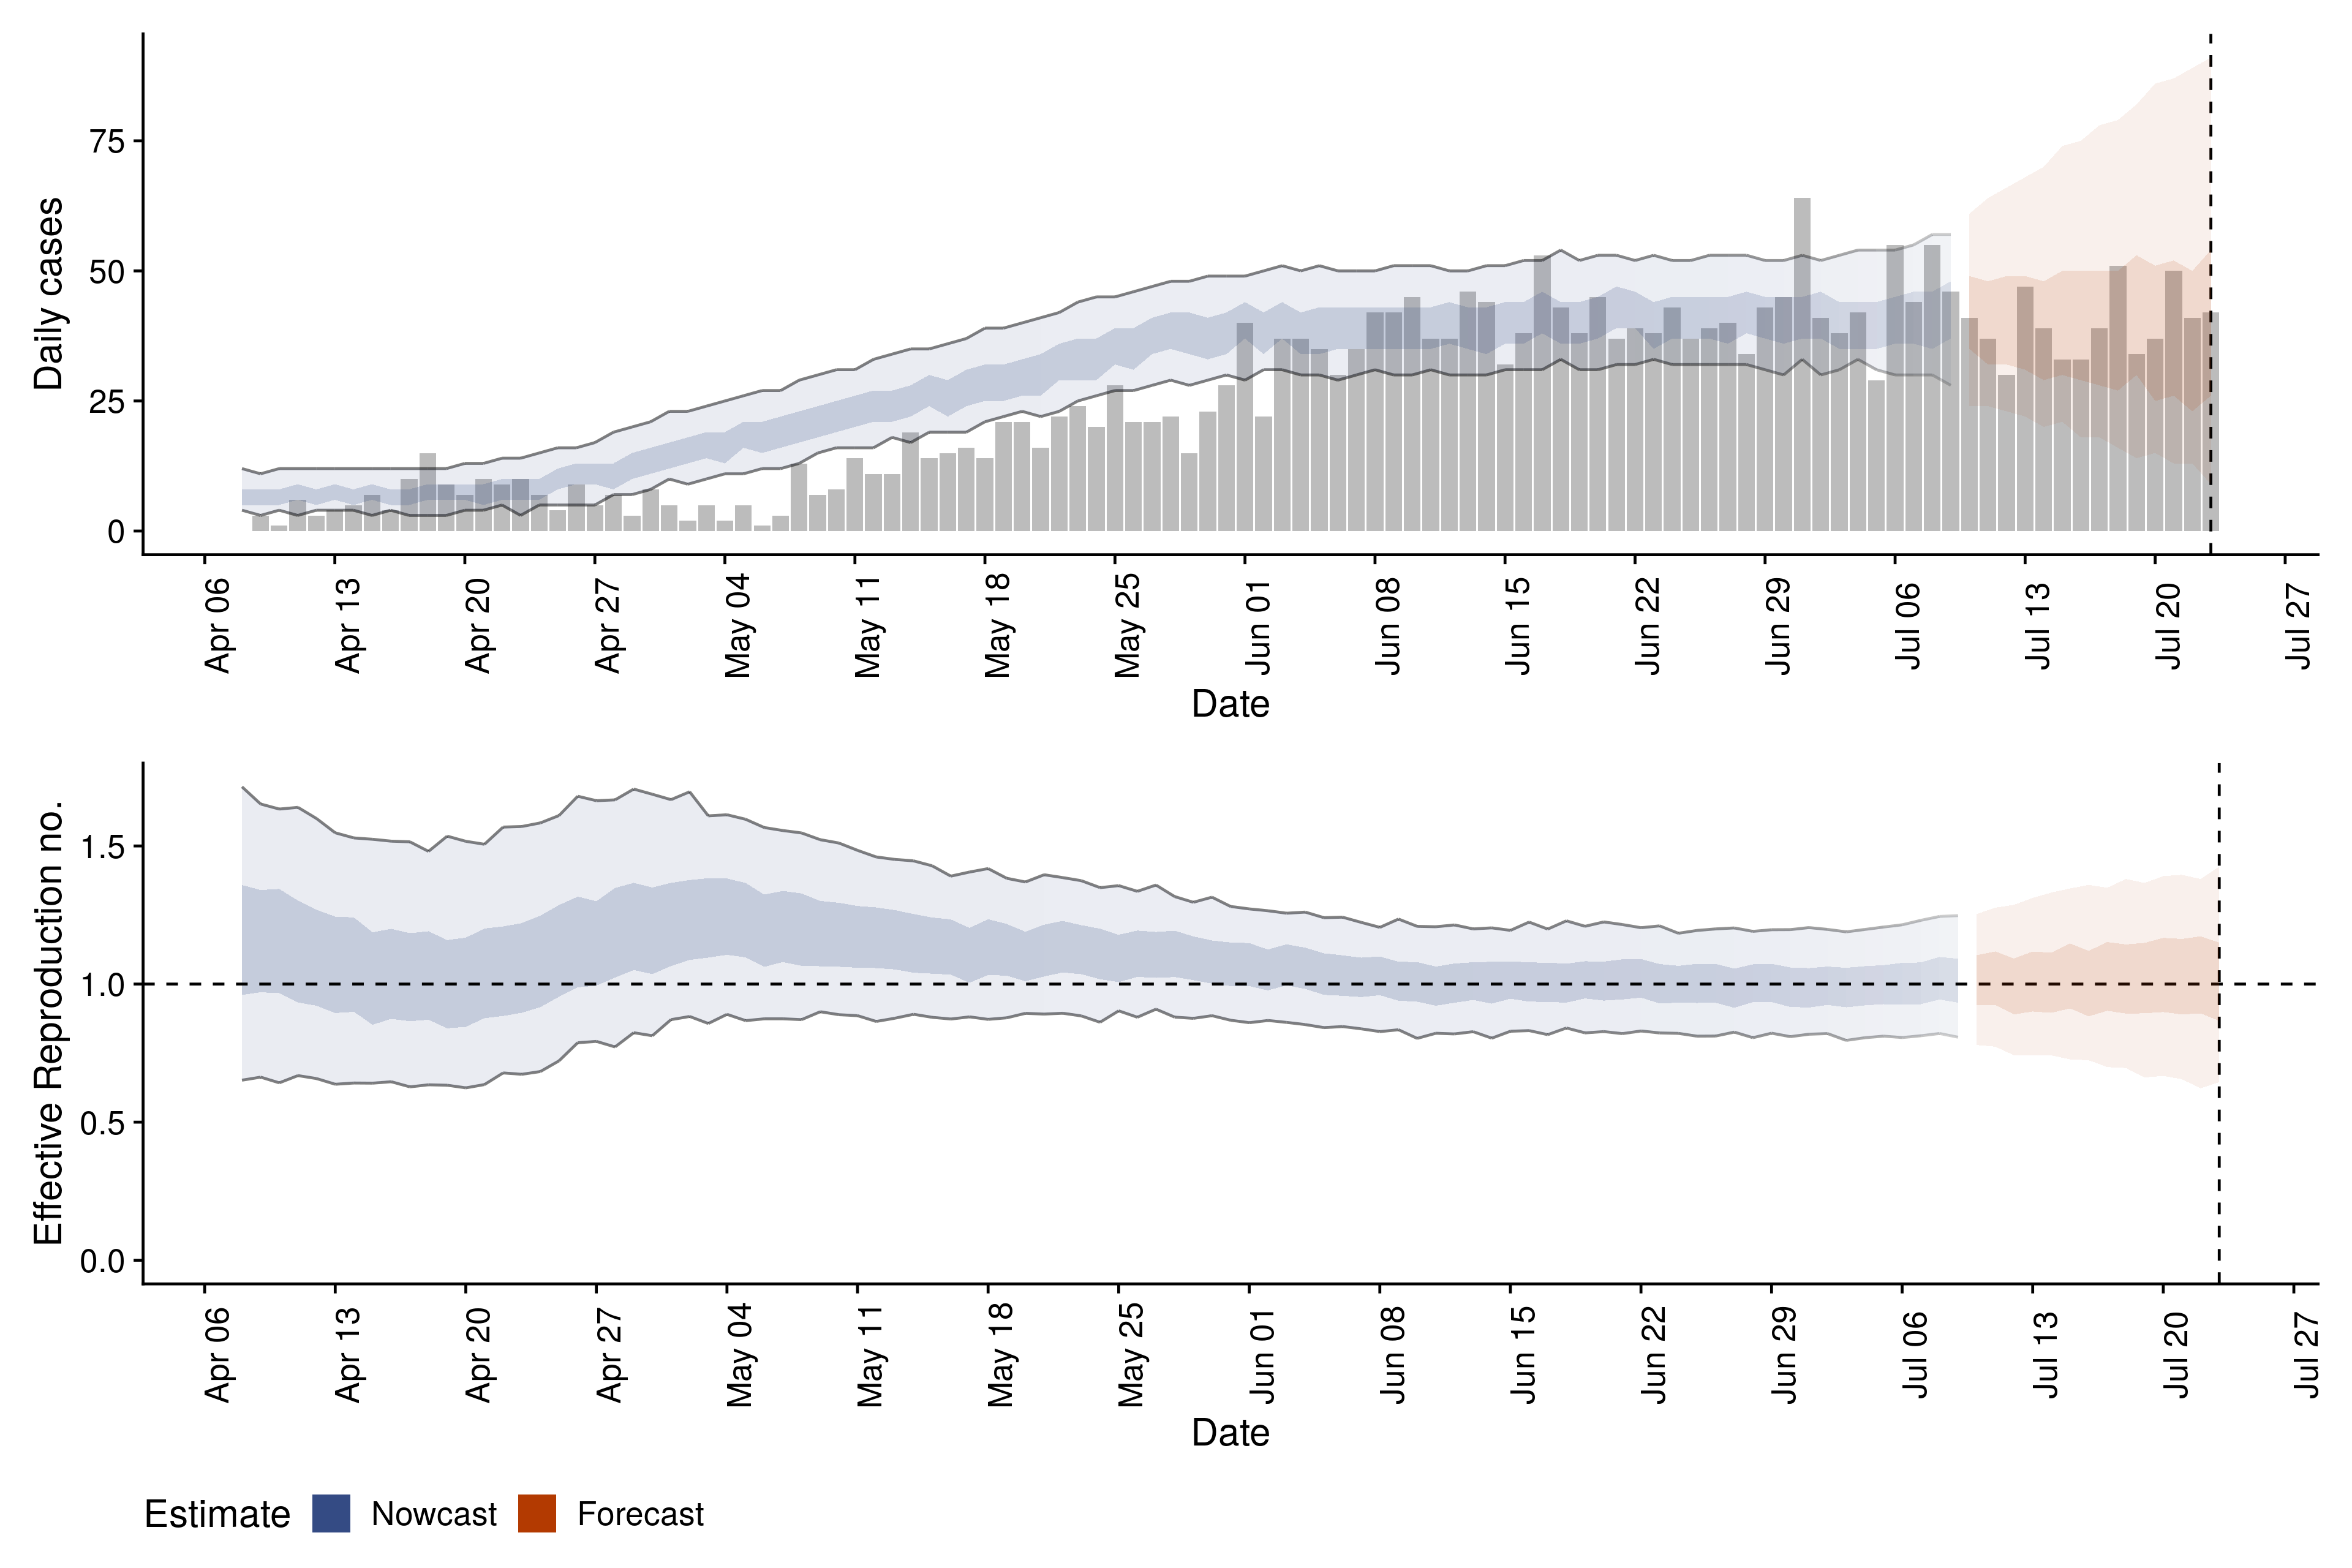 Daily cases
75
50
25
0
Apr 06
Apr 13
Apr 20
Apr 27
May 04
May 11
May 18
May 25
Jun 01
Jun 08
Jun 15
Jun 22
Jun 29
Jul 06
Jul 13
Jul 20
Jul 27
Date
Effective Reproduction no.
1.5
1.0
0.5
0.0
Apr 06
Apr 13
Apr 20
Apr 27
May 04
May 11
May 18
May 25
Jun 01
Jun 08
Jun 15
Jun 22
Jun 29
Jul 06
Jul 13
Jul 20
Jul 27
Date
Estimate Nowcast Forecast